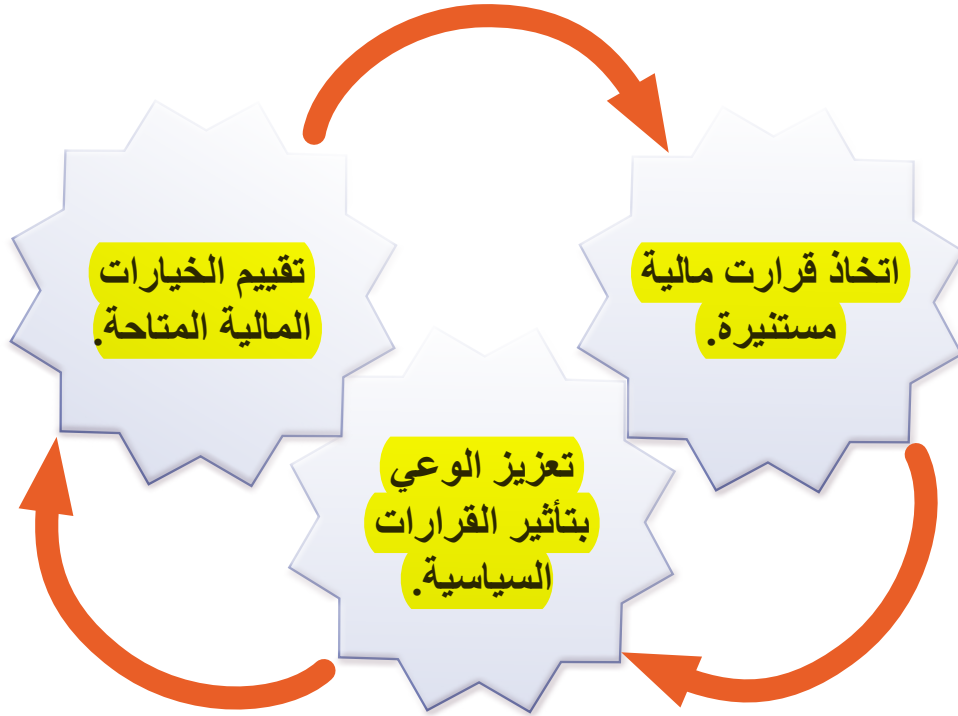 اتخاذ قرارت مالية
مستنيرة.
تقييم الخيارات
المالية المتاحة.
تعزيز الوعي
بتأثير القرارات
السياسية.